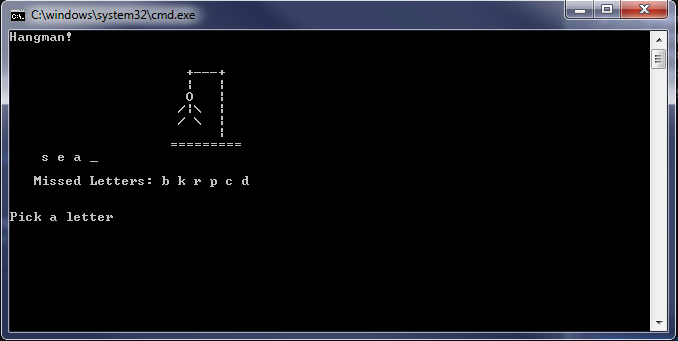 C:\windows\system32\cmd.exe
Hangman!
+---+
O
=========
s e a _
Missed Letters: b k r p c d
Pick a letter